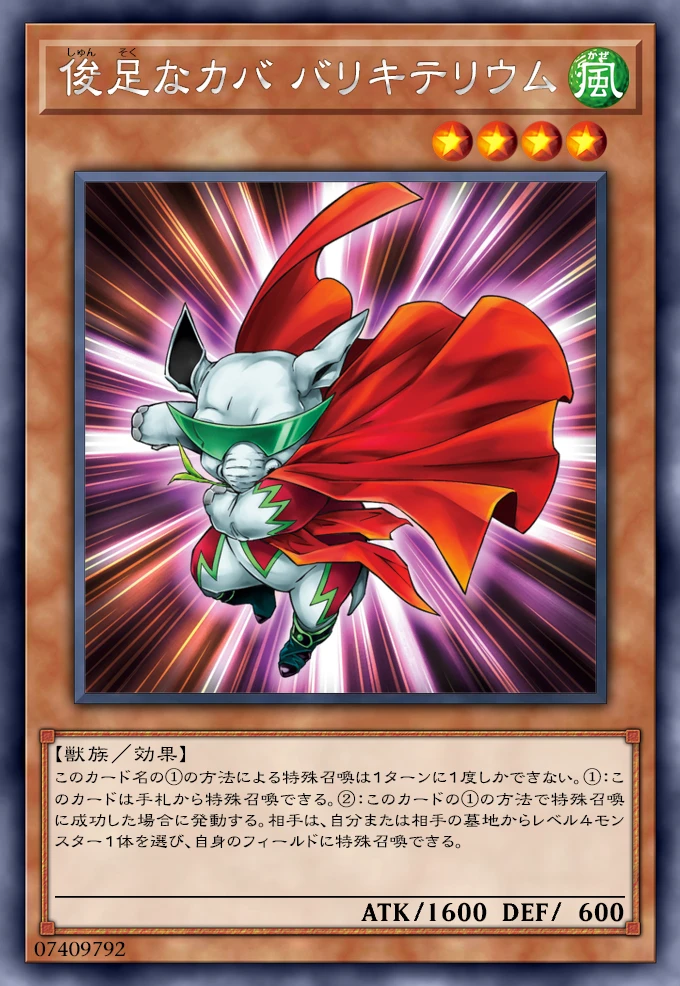 しゅん そく
俊足なカバ バリキテリウム
かぜ
風
【獣族/効果】
このカード名の①の方法による特殊召喚は1ターンに1度しかできない。①:こ
のカードは手札から特殊召喚できる。②:このカードの①の方法で特殊召喚
に成功した場合に発動する。相手は、自分または相手の墓地からレベル4モン
スター1体を選び、自身のフィールドに特殊召喚できる。
ATK/1600 DEF/ 600
07409792